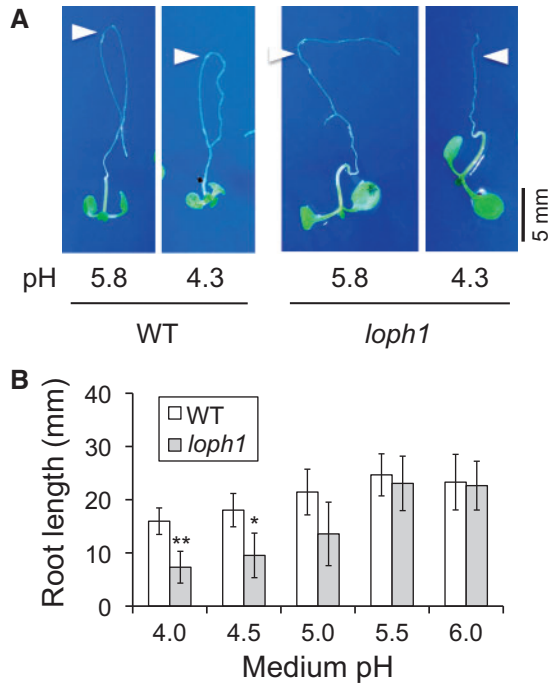 A
5 mm
pH 5.8 4.3 5.8 4.3
WT loph1
B
Root length (mm)
40
30
20
10
0
WT
loph1
**
*
4.0 4.5 5.0 5.5 6.0
Medium pH